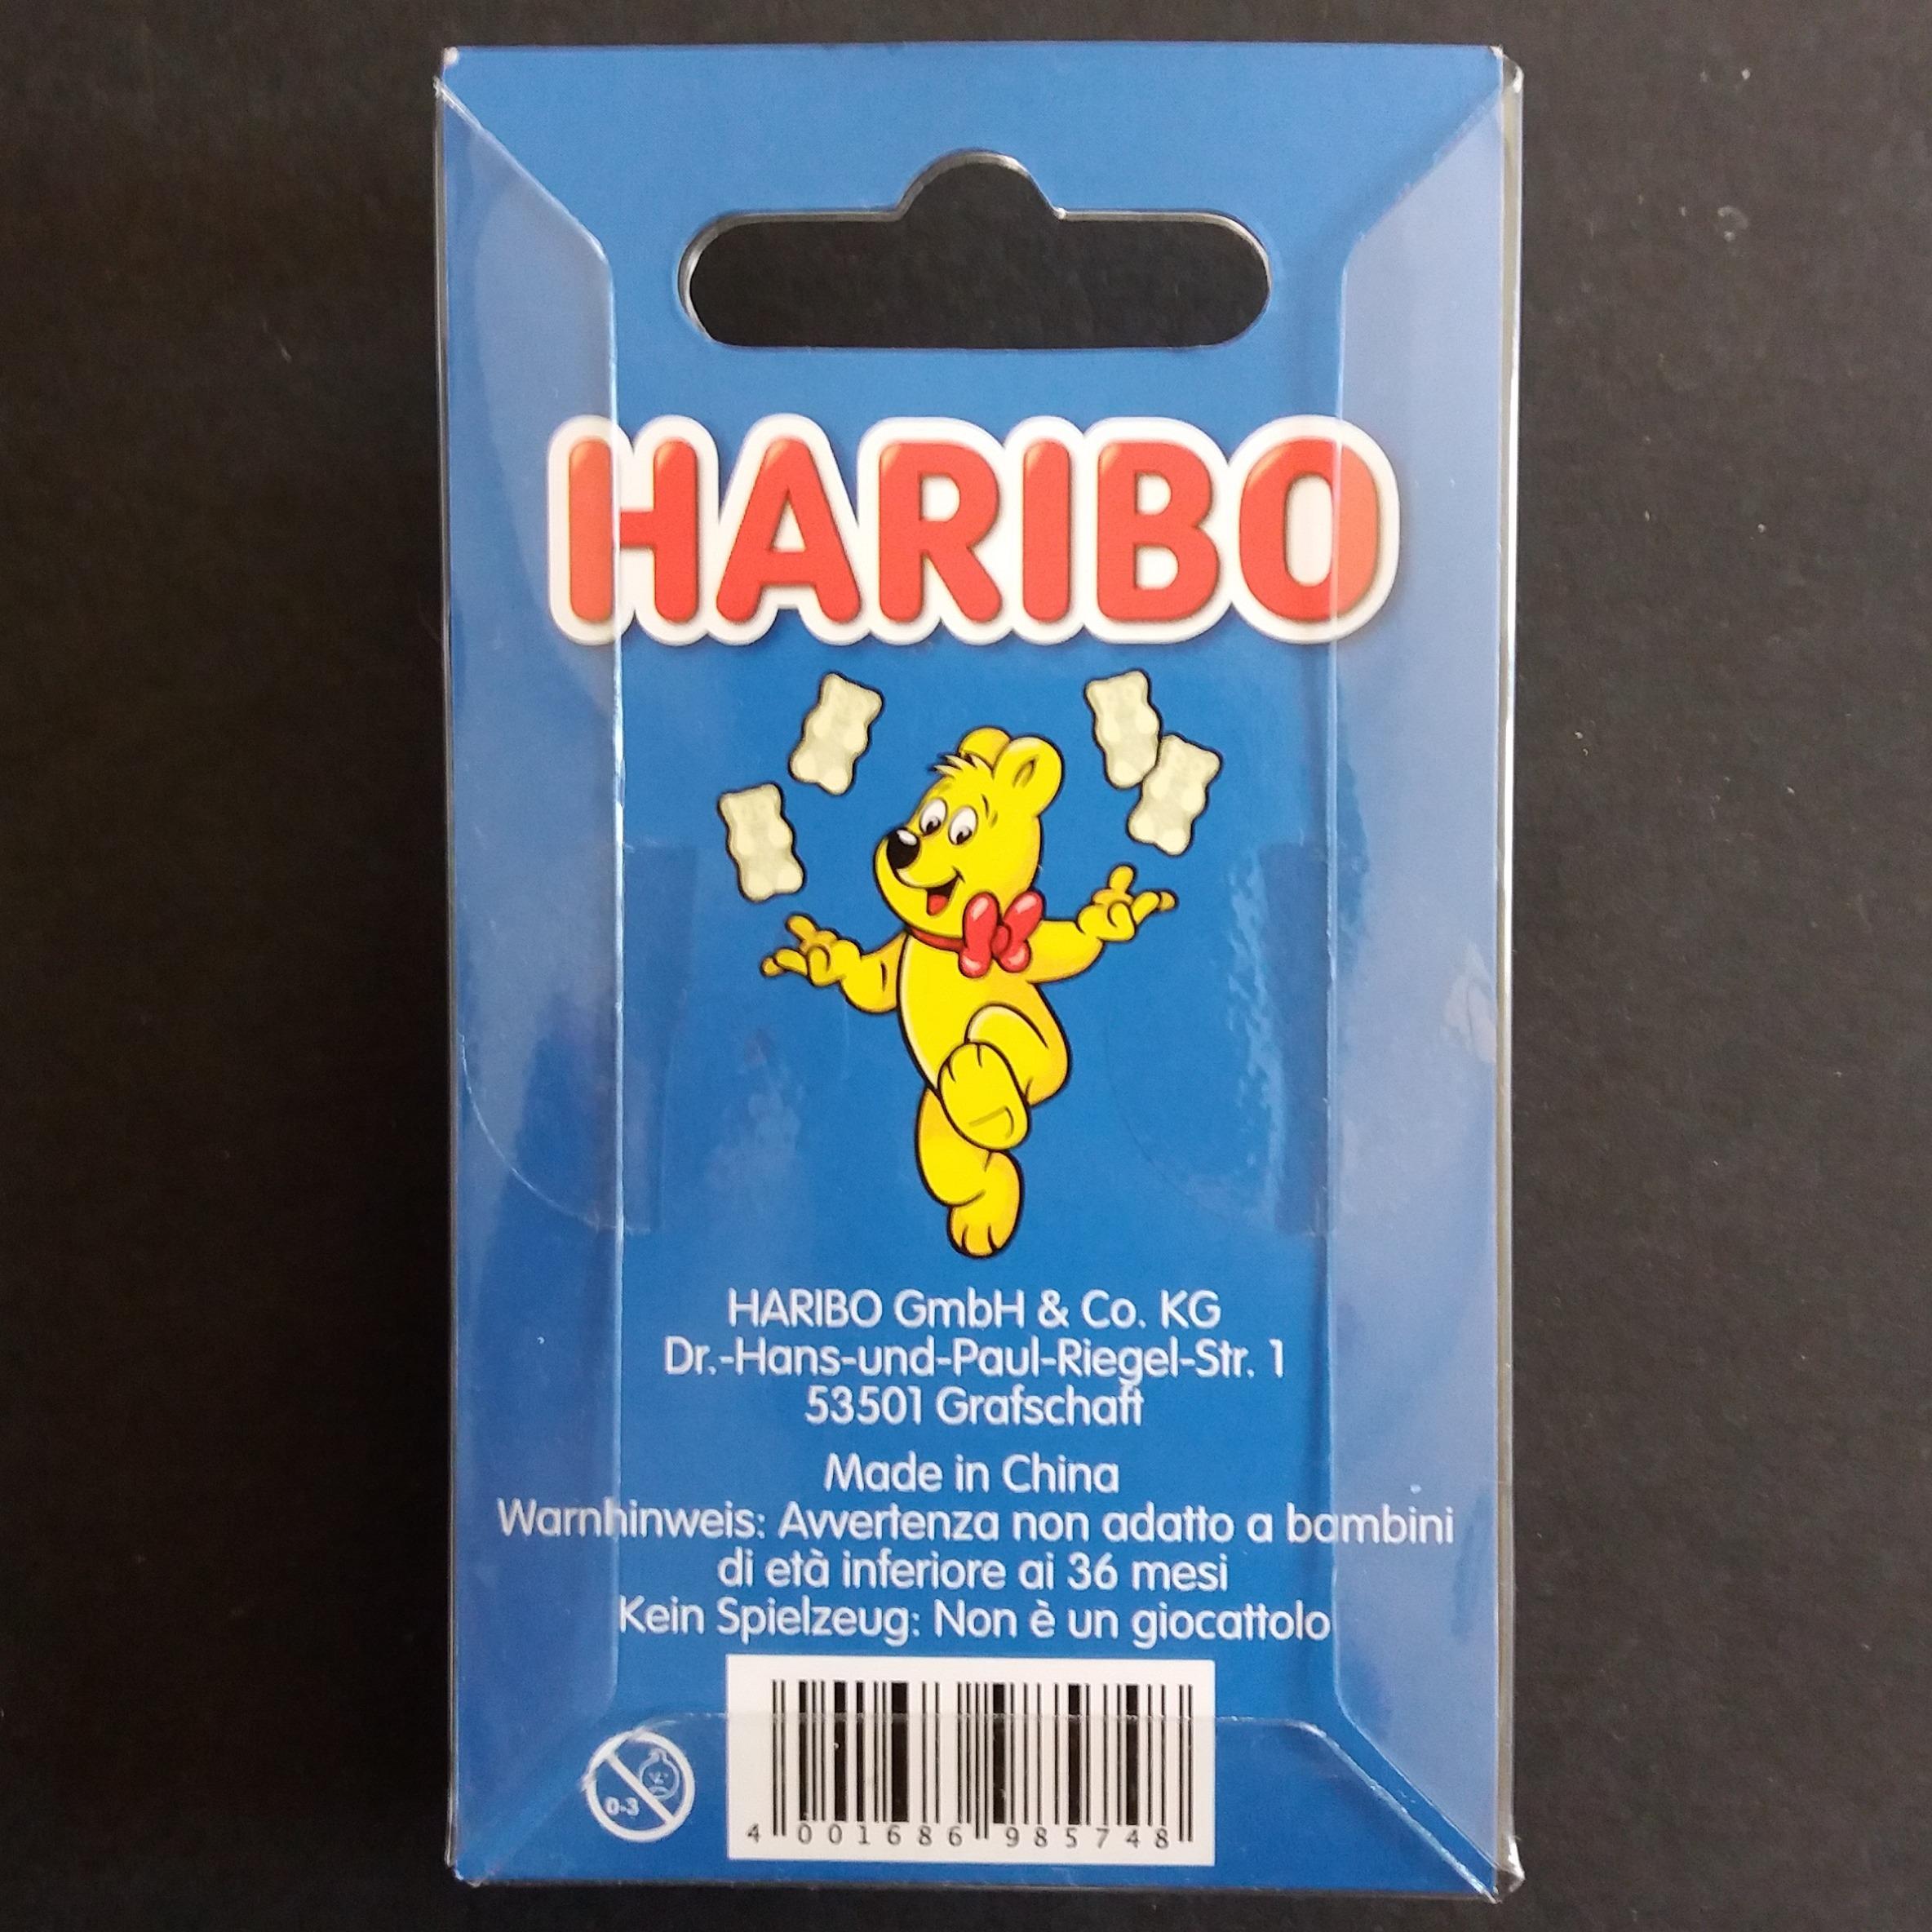 HARIBO
HARIBO GmbH & Co. KG
Dr.-Hans-und-Paul-Riegel-Str. 1
53501 Grafschaft
Made in China
Warnhinweis: Avvertenza non adatto a bambini
di età inferiore ai 36 mesi
Kein Spielzeug: Non è un giocattolo
0-3
4 001686 985748